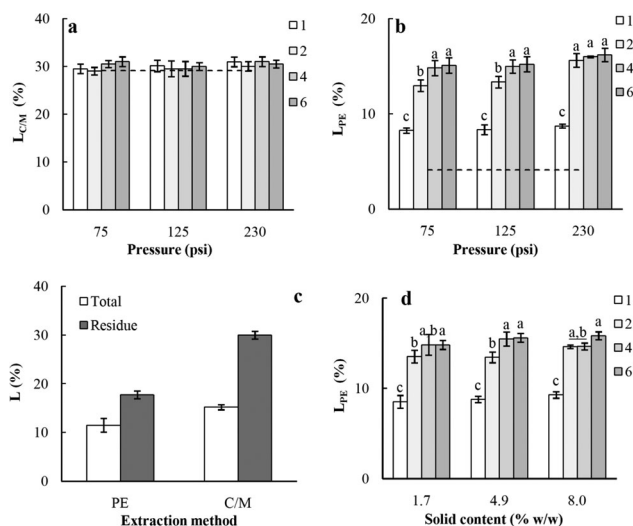 a
L_C/M (%)
40
30
20
10
0
75 125 230
Pressure (psi)
1
2
4
6
b
L_PE (%)
20
10
0
c b a a
c b a a
c a a a
75 125 230
Pressure (psi)
1
2
4
6
c
L (%)
40
30
20
10
0
Total
Residue
PE C/M
Extraction method
d
L_PE (%)
20
10
0
c b a,b a
c b a a
c a,b a
1.7 4.9 8.0
Solid content (% w/w)
1
2
4
6